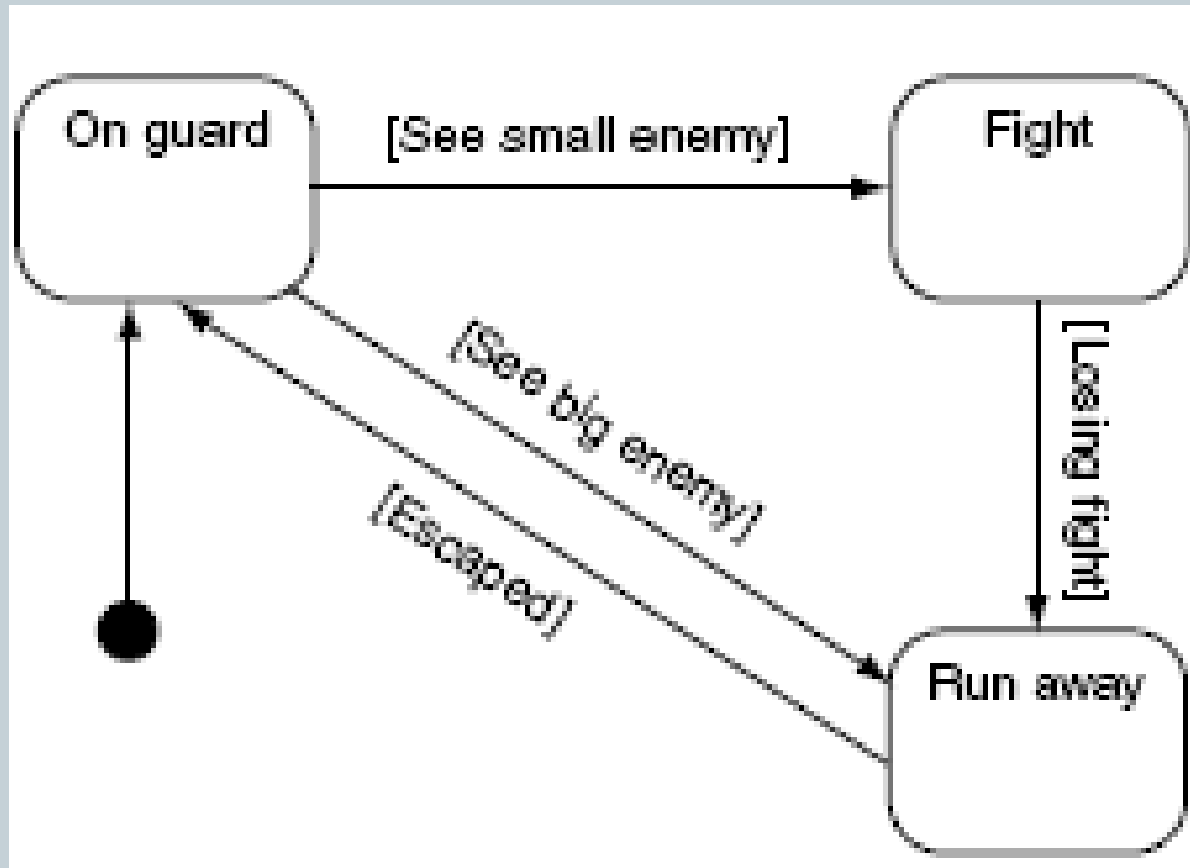 On guard
[See small enemy]
Fight
[See big enemy]
[Escaped]
[Losing fight]
Run away